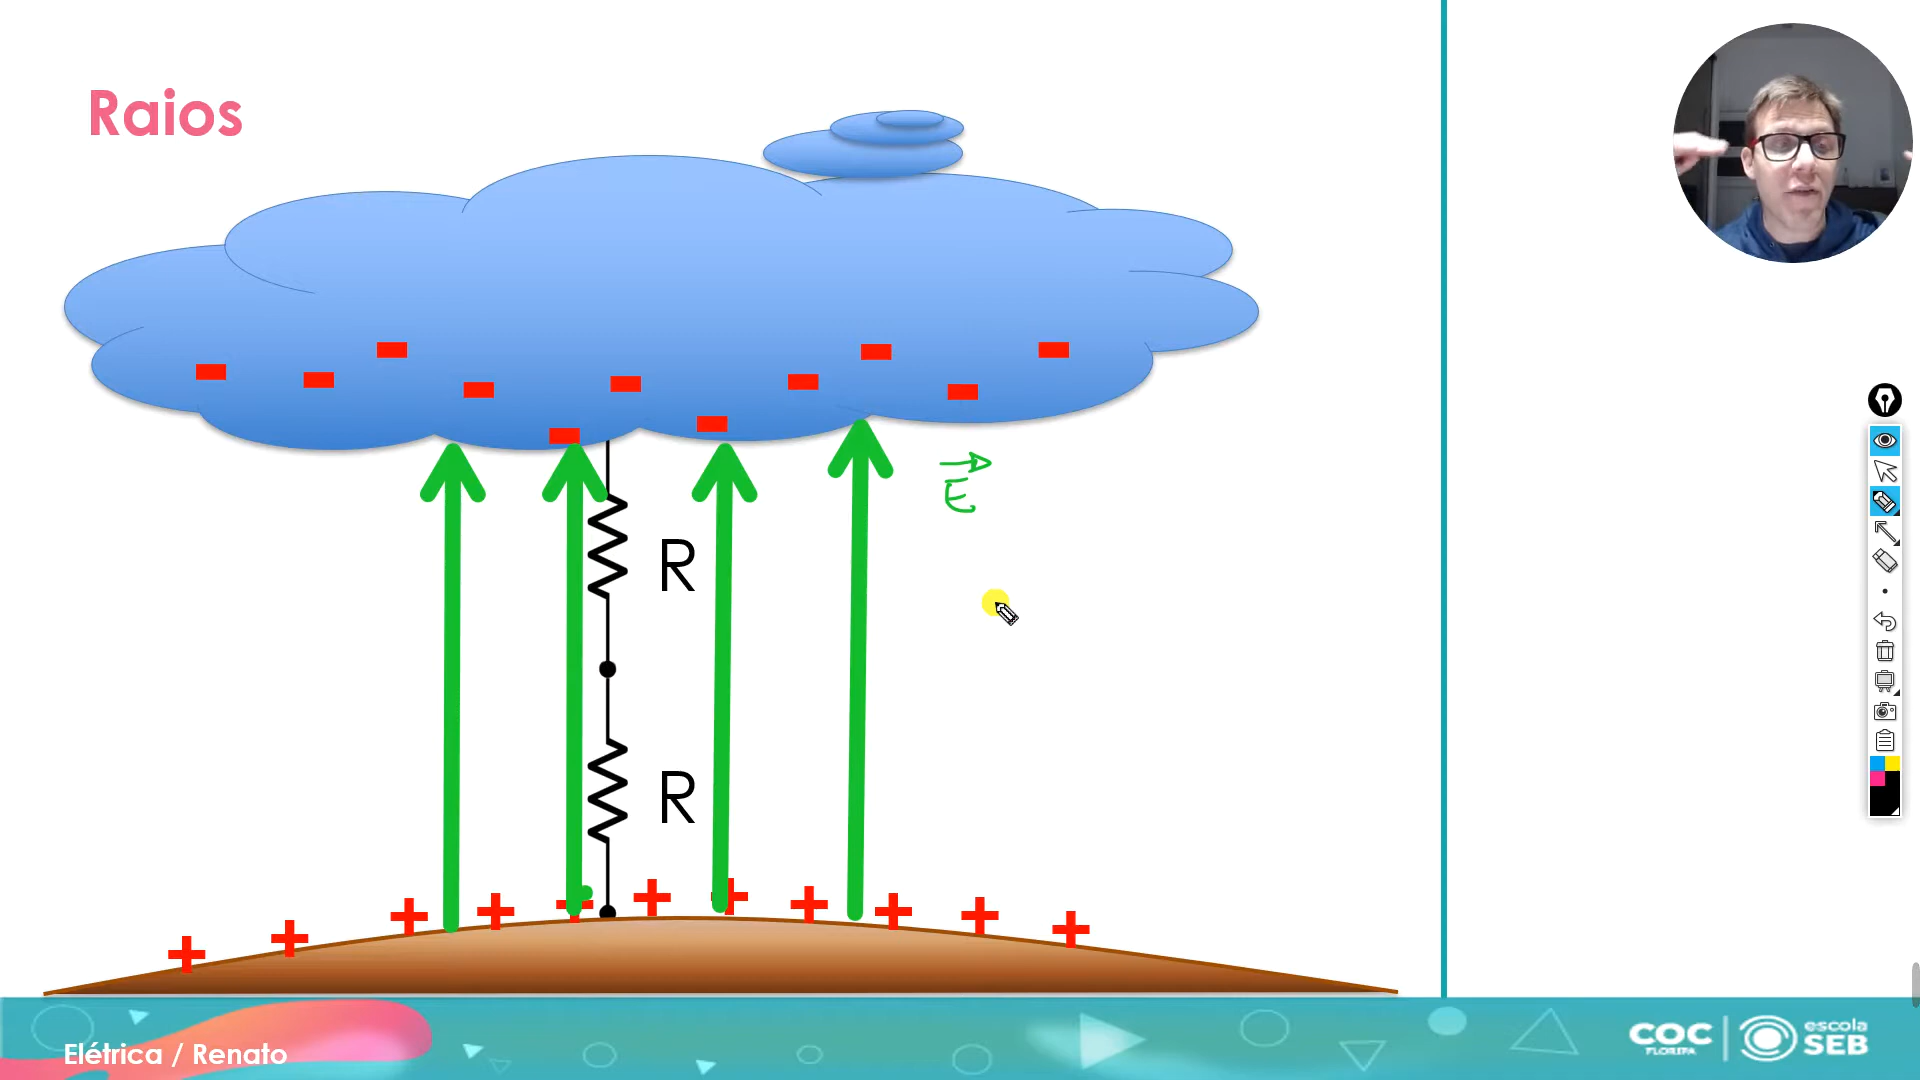 Raios
E
R
R
Elétrica / Renato
COC
FLORIPA
escola
SEB